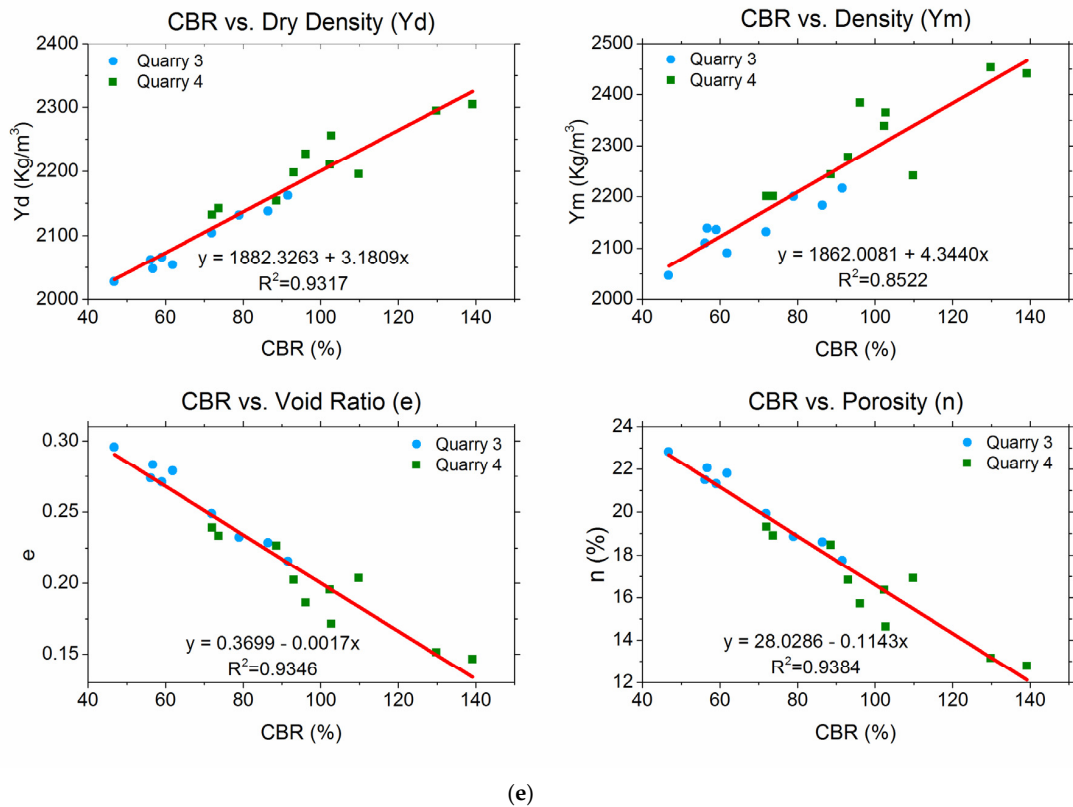 CBR vs. Dry Density (Yd)
2400
2300
2200
2100
2000
Yd (Kg/m³)
Quarry 3
Quarry 4
y = 1882.3263 + 3.1809x
R²=0.9317
40 60 80 100 120 140
CBR (%)
CBR vs. Density (Ym)
2500
2400
2300
2200
2100
2000
Ym (Kg/m³)
Quarry 3
Quarry 4
y = 1862.0081 + 4.3440x
R²=0.8522
40 60 80 100 120 140
CBR (%)
CBR vs. Void Ratio (e)
0.30
0.25
0.20
0.15
e
Quarry 3
Quarry 4
y = 0.3699 - 0.0017x
R²=0.9346
40 60 80 100 120 140
CBR (%)
CBR vs. Porosity (n)
24
22
20
18
16
14
12
n (%)
Quarry 3
Quarry 4
y = 28.0286 - 0.1143x
R²=0.9384
40 60 80 100 120 140
CBR (%)
(e)